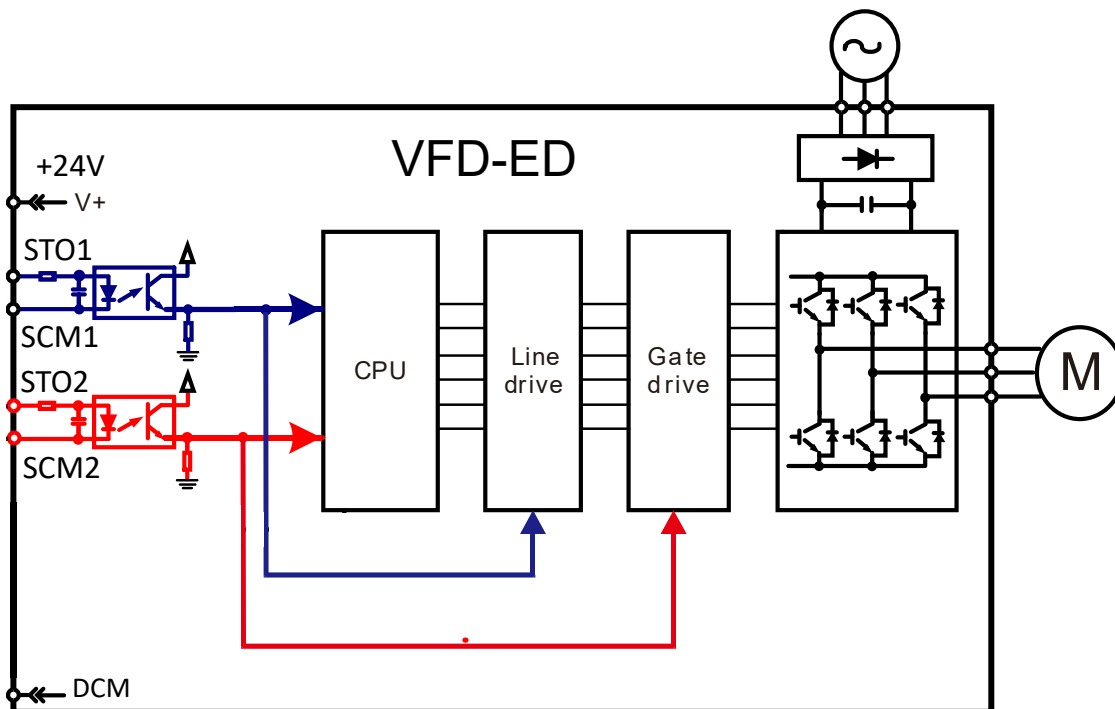 VFD-ED
+24V
V+
STO1
SCM1
STO2
SCM2
CPU
Line
drive
Gate
drive
M
DCM